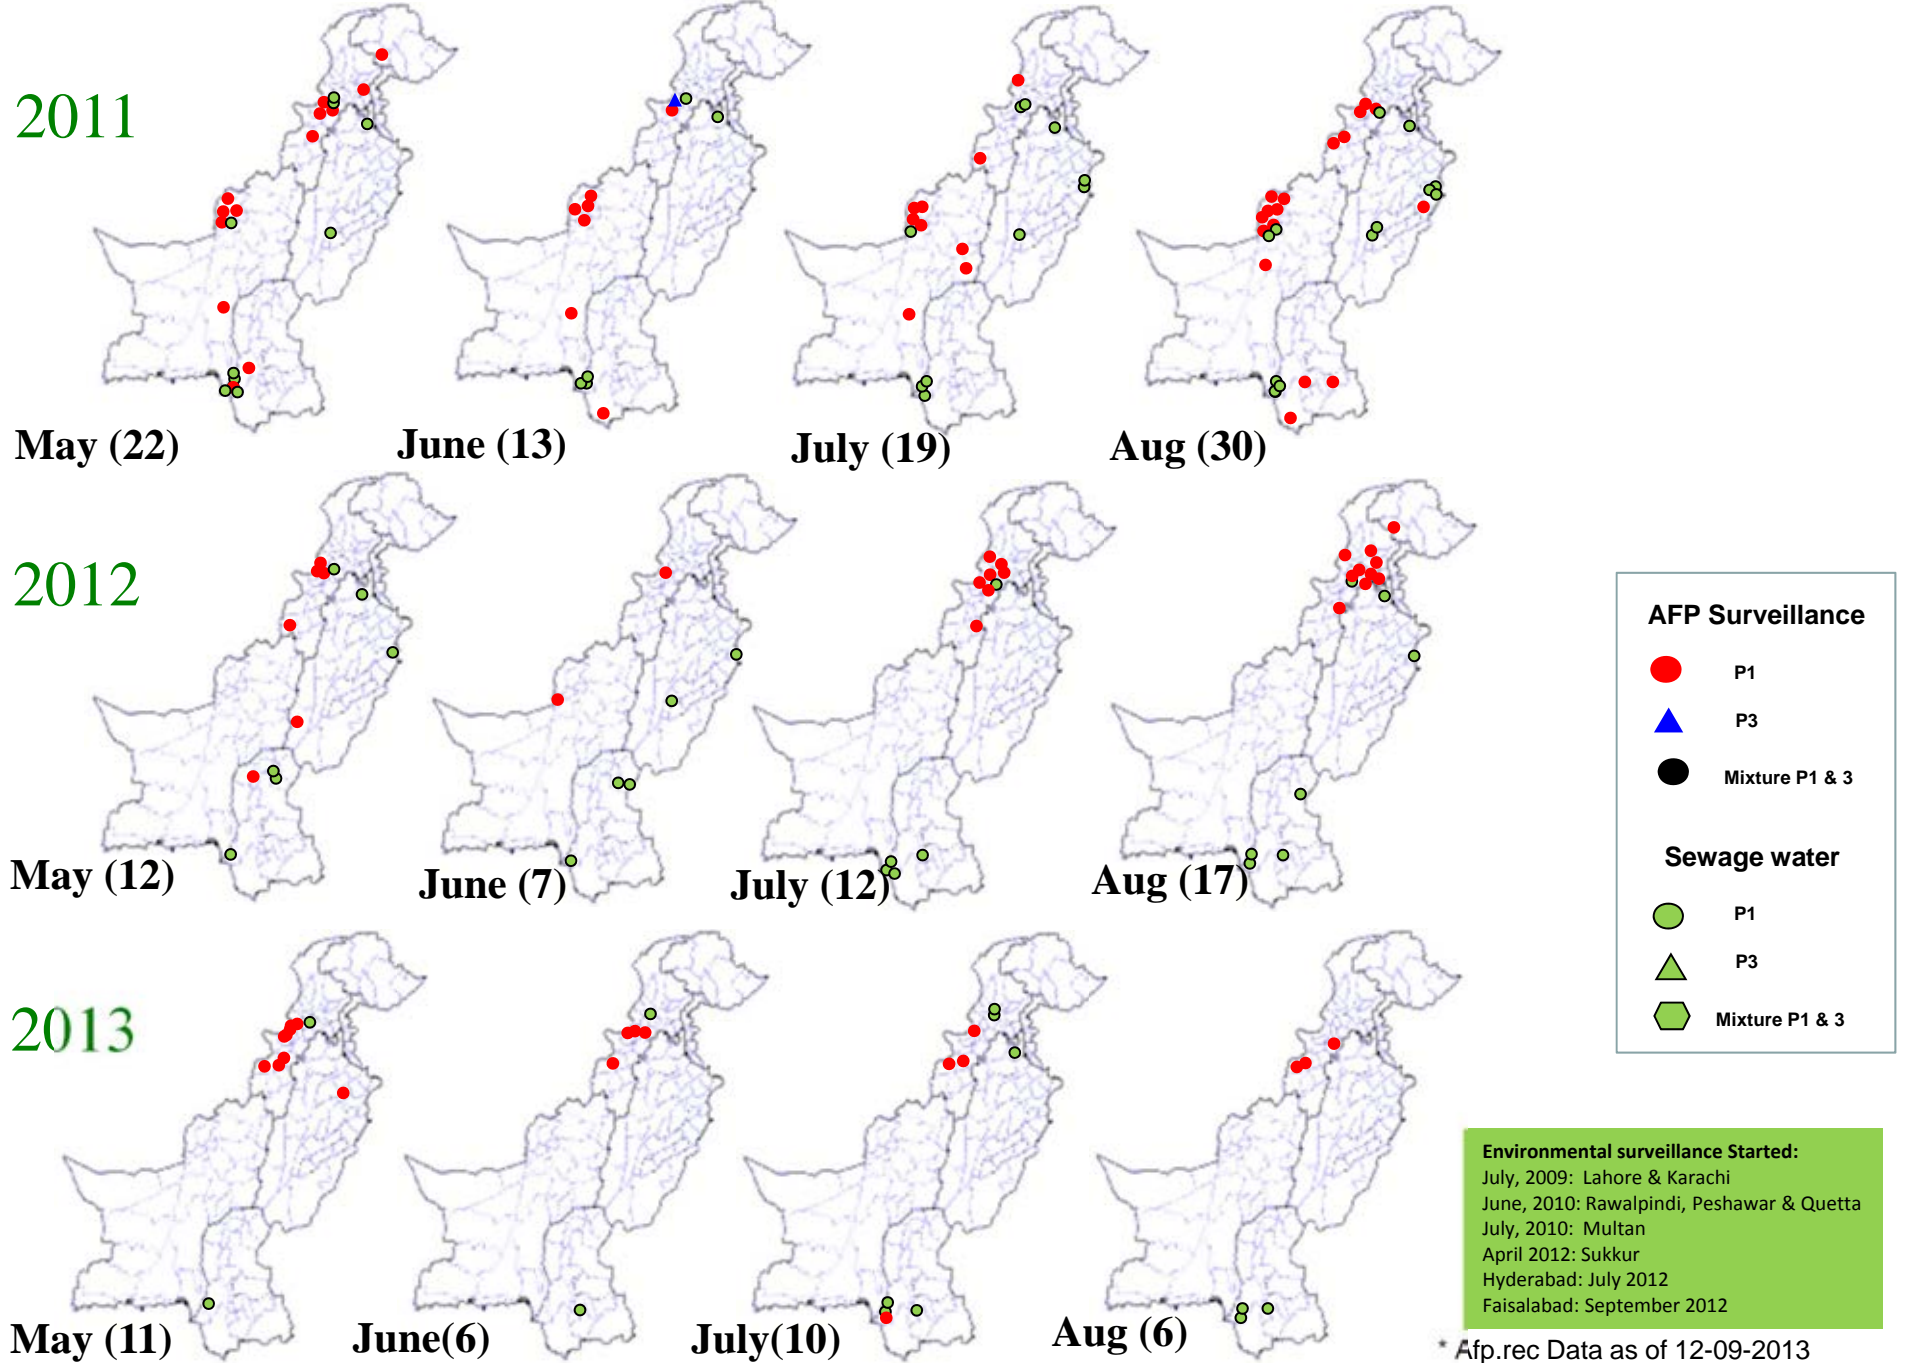 2011
May (22)
June (13)
July (19)
Aug (30)
2012
May (12)
June (7)
July (12)
Aug (17)
2013
May (11)
June(6)
July(10)
Aug (6)
AFP Surveillance
P1
P3
Mixture P1 & 3
Sewage water
P1
P3
Mixture P1 & 3
Environmental surveillance Started:
July, 2009: Lahore & Karachi
June, 2010: Rawalpindi, Peshawar & Quetta
July, 2010: Multan
April 2012: Sukkur
Hyderabad: July 2012
Faisalabad: September 2012
* Afp.rec Data as of 12-09-2013